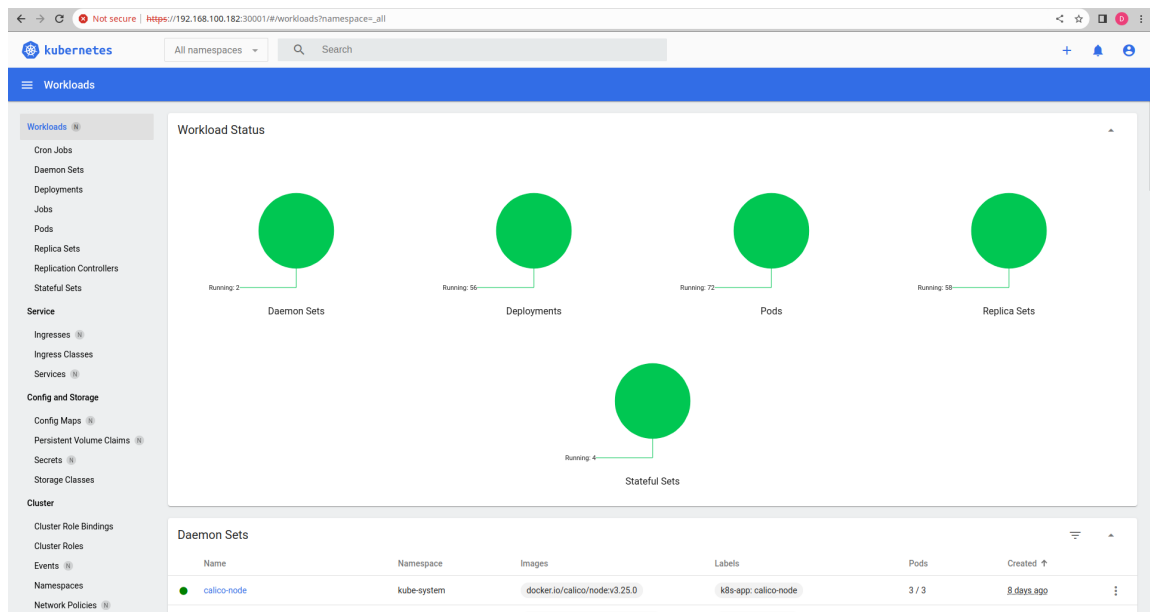 Not secure | https://192.168.100.182:30001/#/workloads?namespace=_all
D
kubernetes
All namespaces
Search
Workloads
Workloads N
Cron Jobs
Daemon Sets
Deployments
Jobs
Pods
Replica Sets
Replication Controllers
Stateful Sets
Service
Ingresses N
Ingress Classes
Services N
Config and Storage
Config Maps N
Persistent Volume Claims N
Secrets N
Storage Classes
Cluster
Cluster Role Bindings
Cluster Roles
Events N
Namespaces
Network Policies N
Workload Status
Running: 2
Daemon Sets
Running: 56
Deployments
Running: 72
Pods
Running: 58
Replica Sets
Running: 4
Stateful Sets
Daemon Sets
Name Namespace Images Labels Pods Created
calico-node kube-system docker.io/calico/node:v3.25.0 k8s-app: calico-node 3 / 3 8 days ago